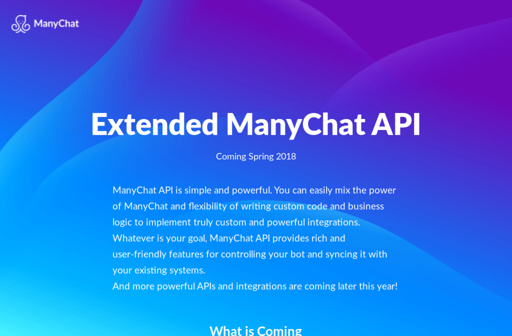 ManyChat
Extended ManyChat API
Coming Spring 2018
ManyChat API is simple and powerful. You can easily mix the power
of ManyChat and flexibility of writing custom code and business
logic to implement truly custom and powerful integrations.
Whatever is your goal, ManyChat API provides rich and
user-friendly features for controlling your bot and syncing it with
your existing systems.
And more powerful APIs and integrations are coming later this year!
What is Coming